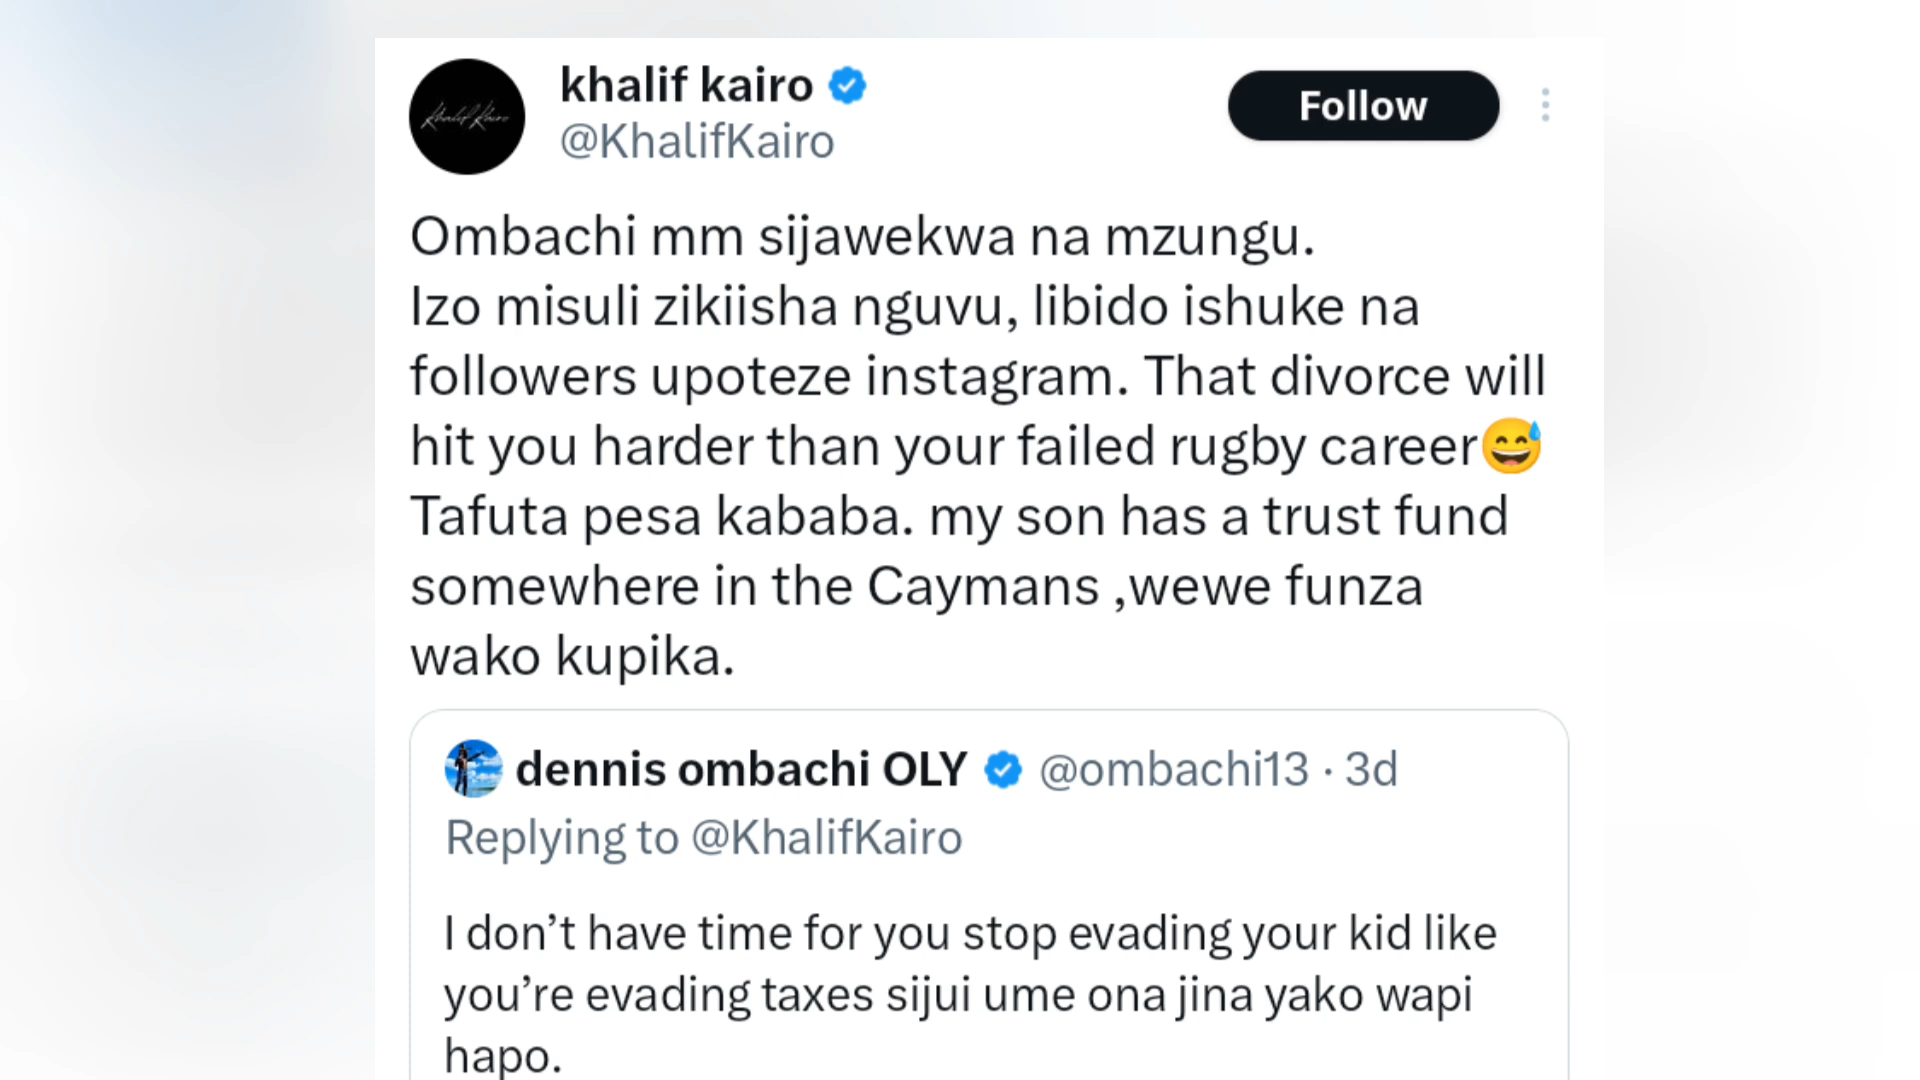 Khalif Kairo
khalif kairo
@KhalifKairo
Follow
Ombachi mm sijawekwa na mzungu.
Izo misuli zikiisha nguvu, libido ishuke na
followers upoteze instagram. That divorce will
hit you harder than your failed rugby career😅
Tafuta pesa kababa. my son has a trust fund
somewhere in the Caymans ,wewe funza
wako kupika.
dennis ombachi OLY @ombachi13 · 3d
Replying to @KhalifKairo
I don’t have time for you stop evading your kid like
you’re evading taxes sijui ume ona jina yako wapi
hapo.